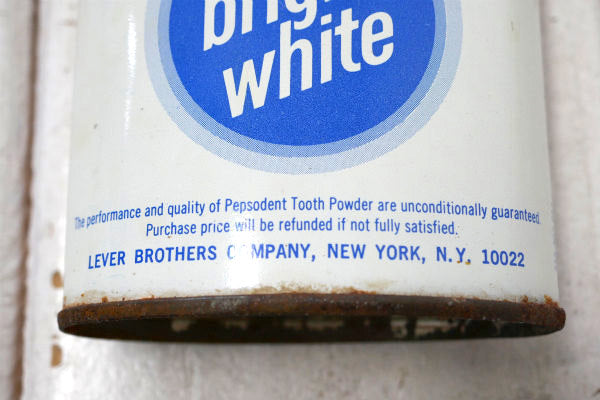 bright
white
The performance and quality of Pepsodent Tooth Powder are unconditionally guaranteed.
Purchase price will be refunded if not fully satisfied.
LEVER BROTHERS COMPANY, NEW YORK, N.Y. 10022